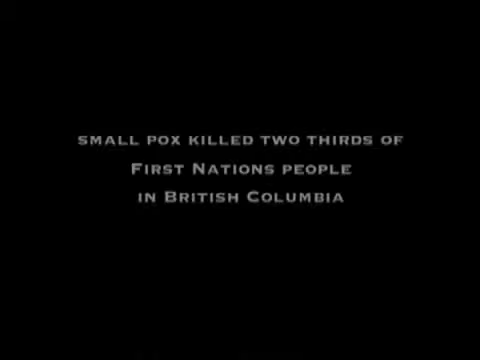 SMALL POX KILLED TWO THIRDS OF
FIRST NATIONS PEOPLE
IN BRITISH COLUMBIA